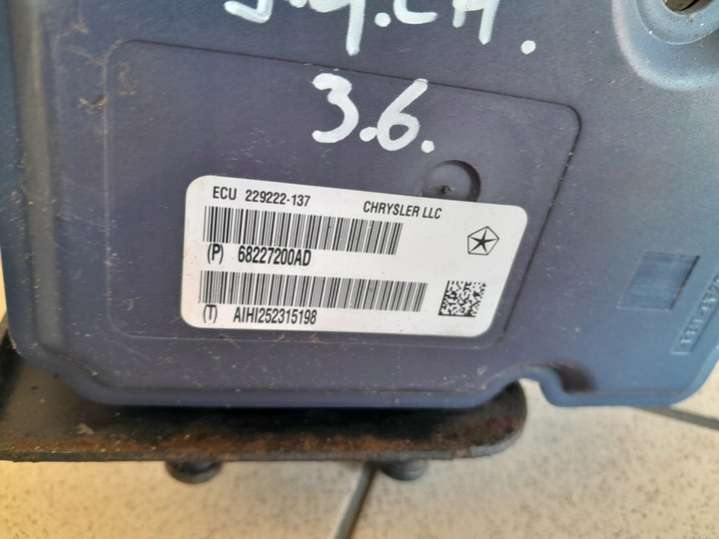 3.6.
ECU 229222-137 CHRYSLER LLC
(P) 68227200AD
(T) AIHI252315198